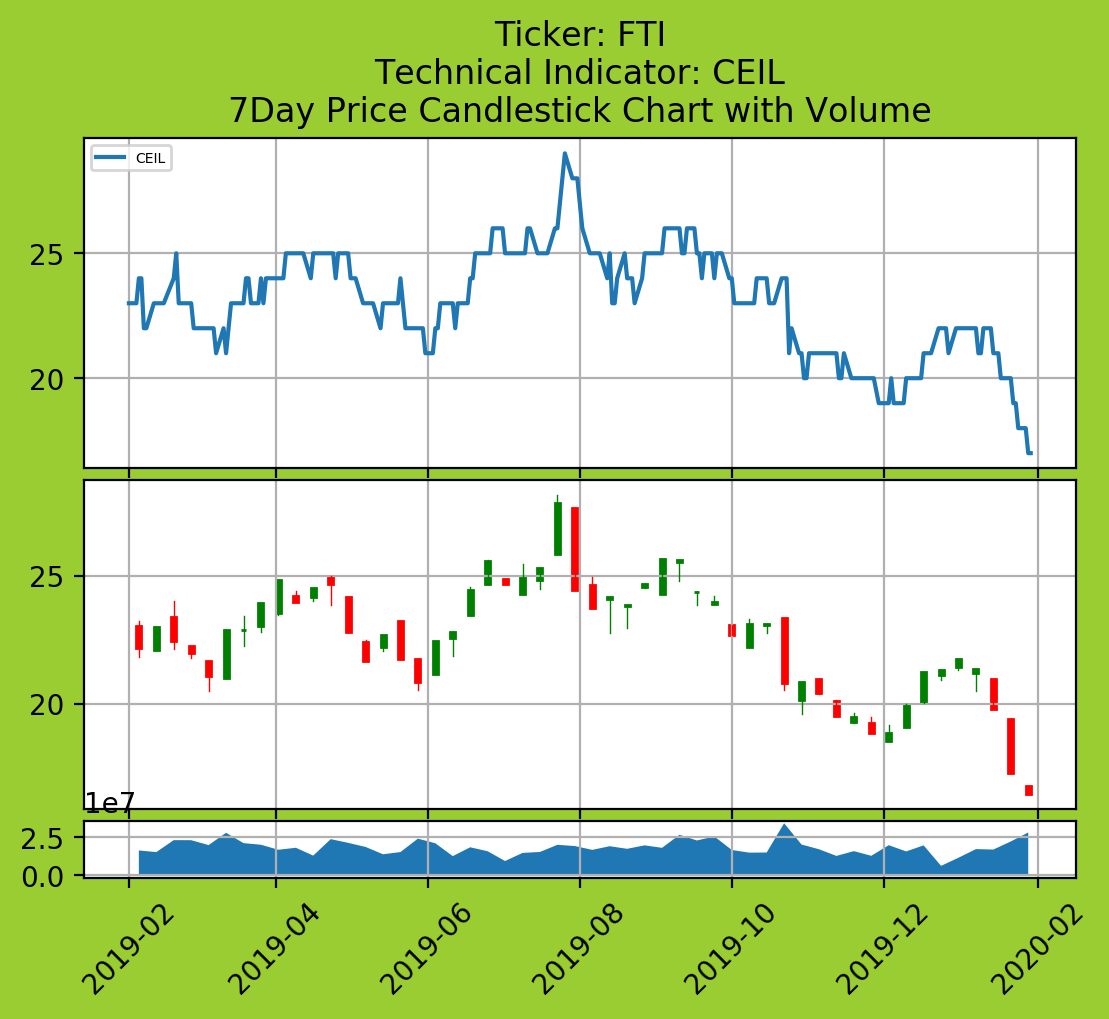 Ticker: FTI
Technical Indicator: CEIL
7Day Price Candlestick Chart with Volume
CEIL
25
20
25
20
1e7
2.5
0.0
2019-02
2019-04
2019-06
2019-08
2019-10
2019-12
2020-02